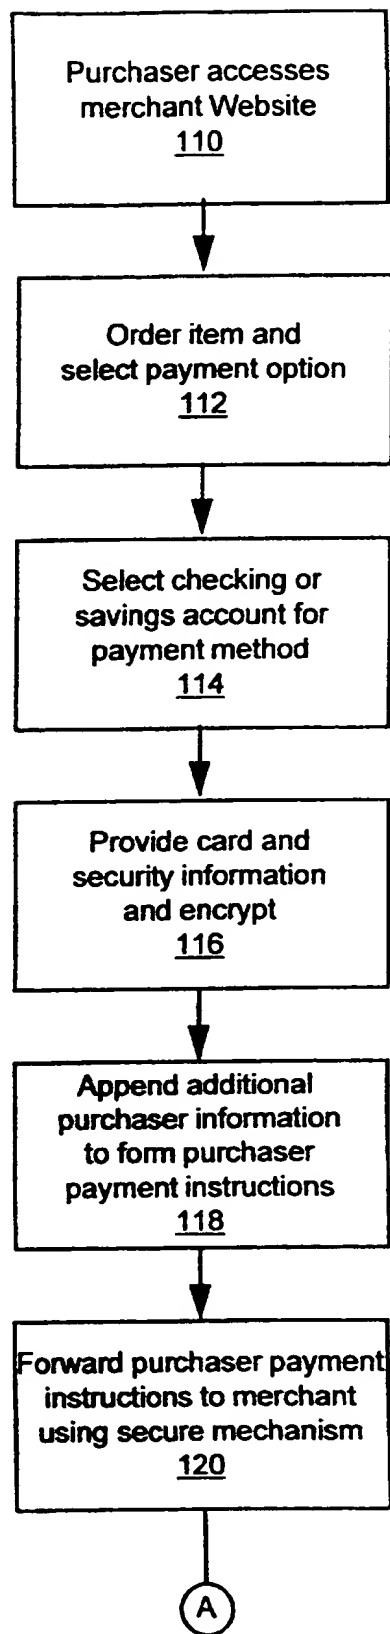 Purchaser accesses
merchant Website
110
Order item and
select payment option
112
Select checking or
savings account for
payment method
114
Provide card and
security information
and encrypt
116
Append additional
purchaser information
to form purchaser
payment instructions
118
Forward purchaser payment
instructions to merchant
using secure mechanism
120
A